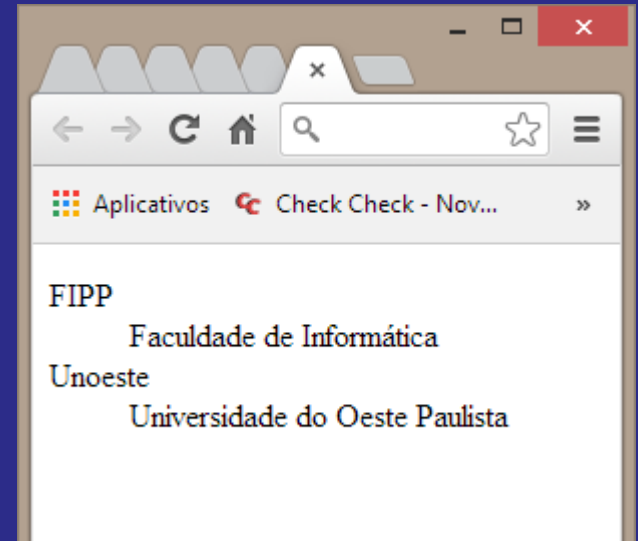 Aplicativos Check Check - Nov... »
FIPP
Faculdade de Informática
Unoeste
Universidade do Oeste Paulista